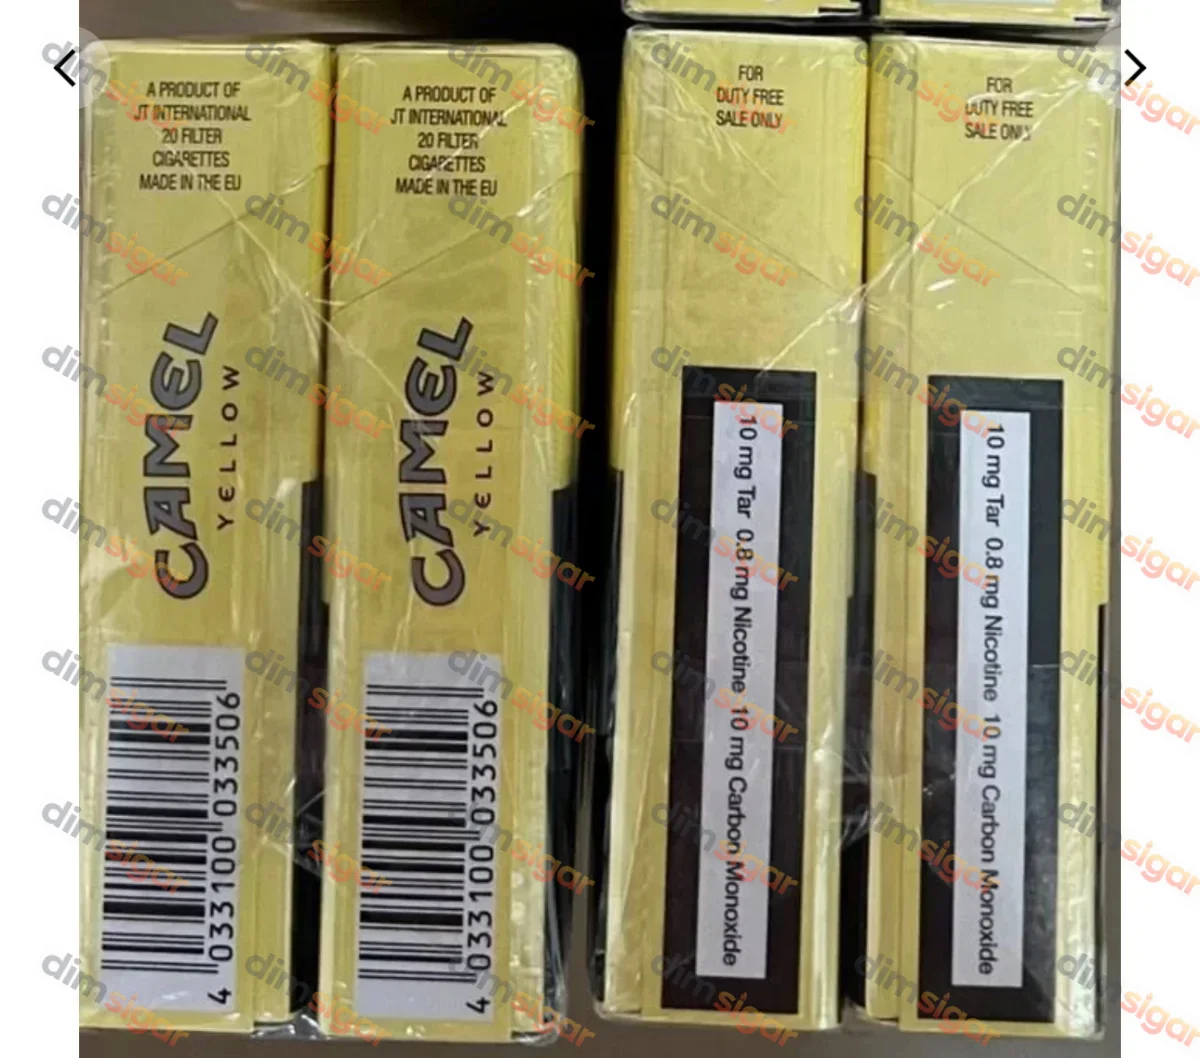 A PRODUCT OF
JT INTERNATIONAL
20 FILTER
CIGARETTES
MADE IN THE EU
CAMEL
YELLOW
4 033100 033506
A PRODUCT OF
JT INTERNATIONAL
20 FILTER
CIGARETTES
MADE IN THE EU
CAMEL
YELLOW
4 033100 033506
FOR
DUTY FREE
SALE ONLY
10 mg Tar 0.8 mg Nicotine 10 mg Carbon Monoxide
FOR
DUTY FREE
SALE ONLY
10 mg Tar 0.8 mg Nicotine 10 mg Carbon Monoxide
dimsigar